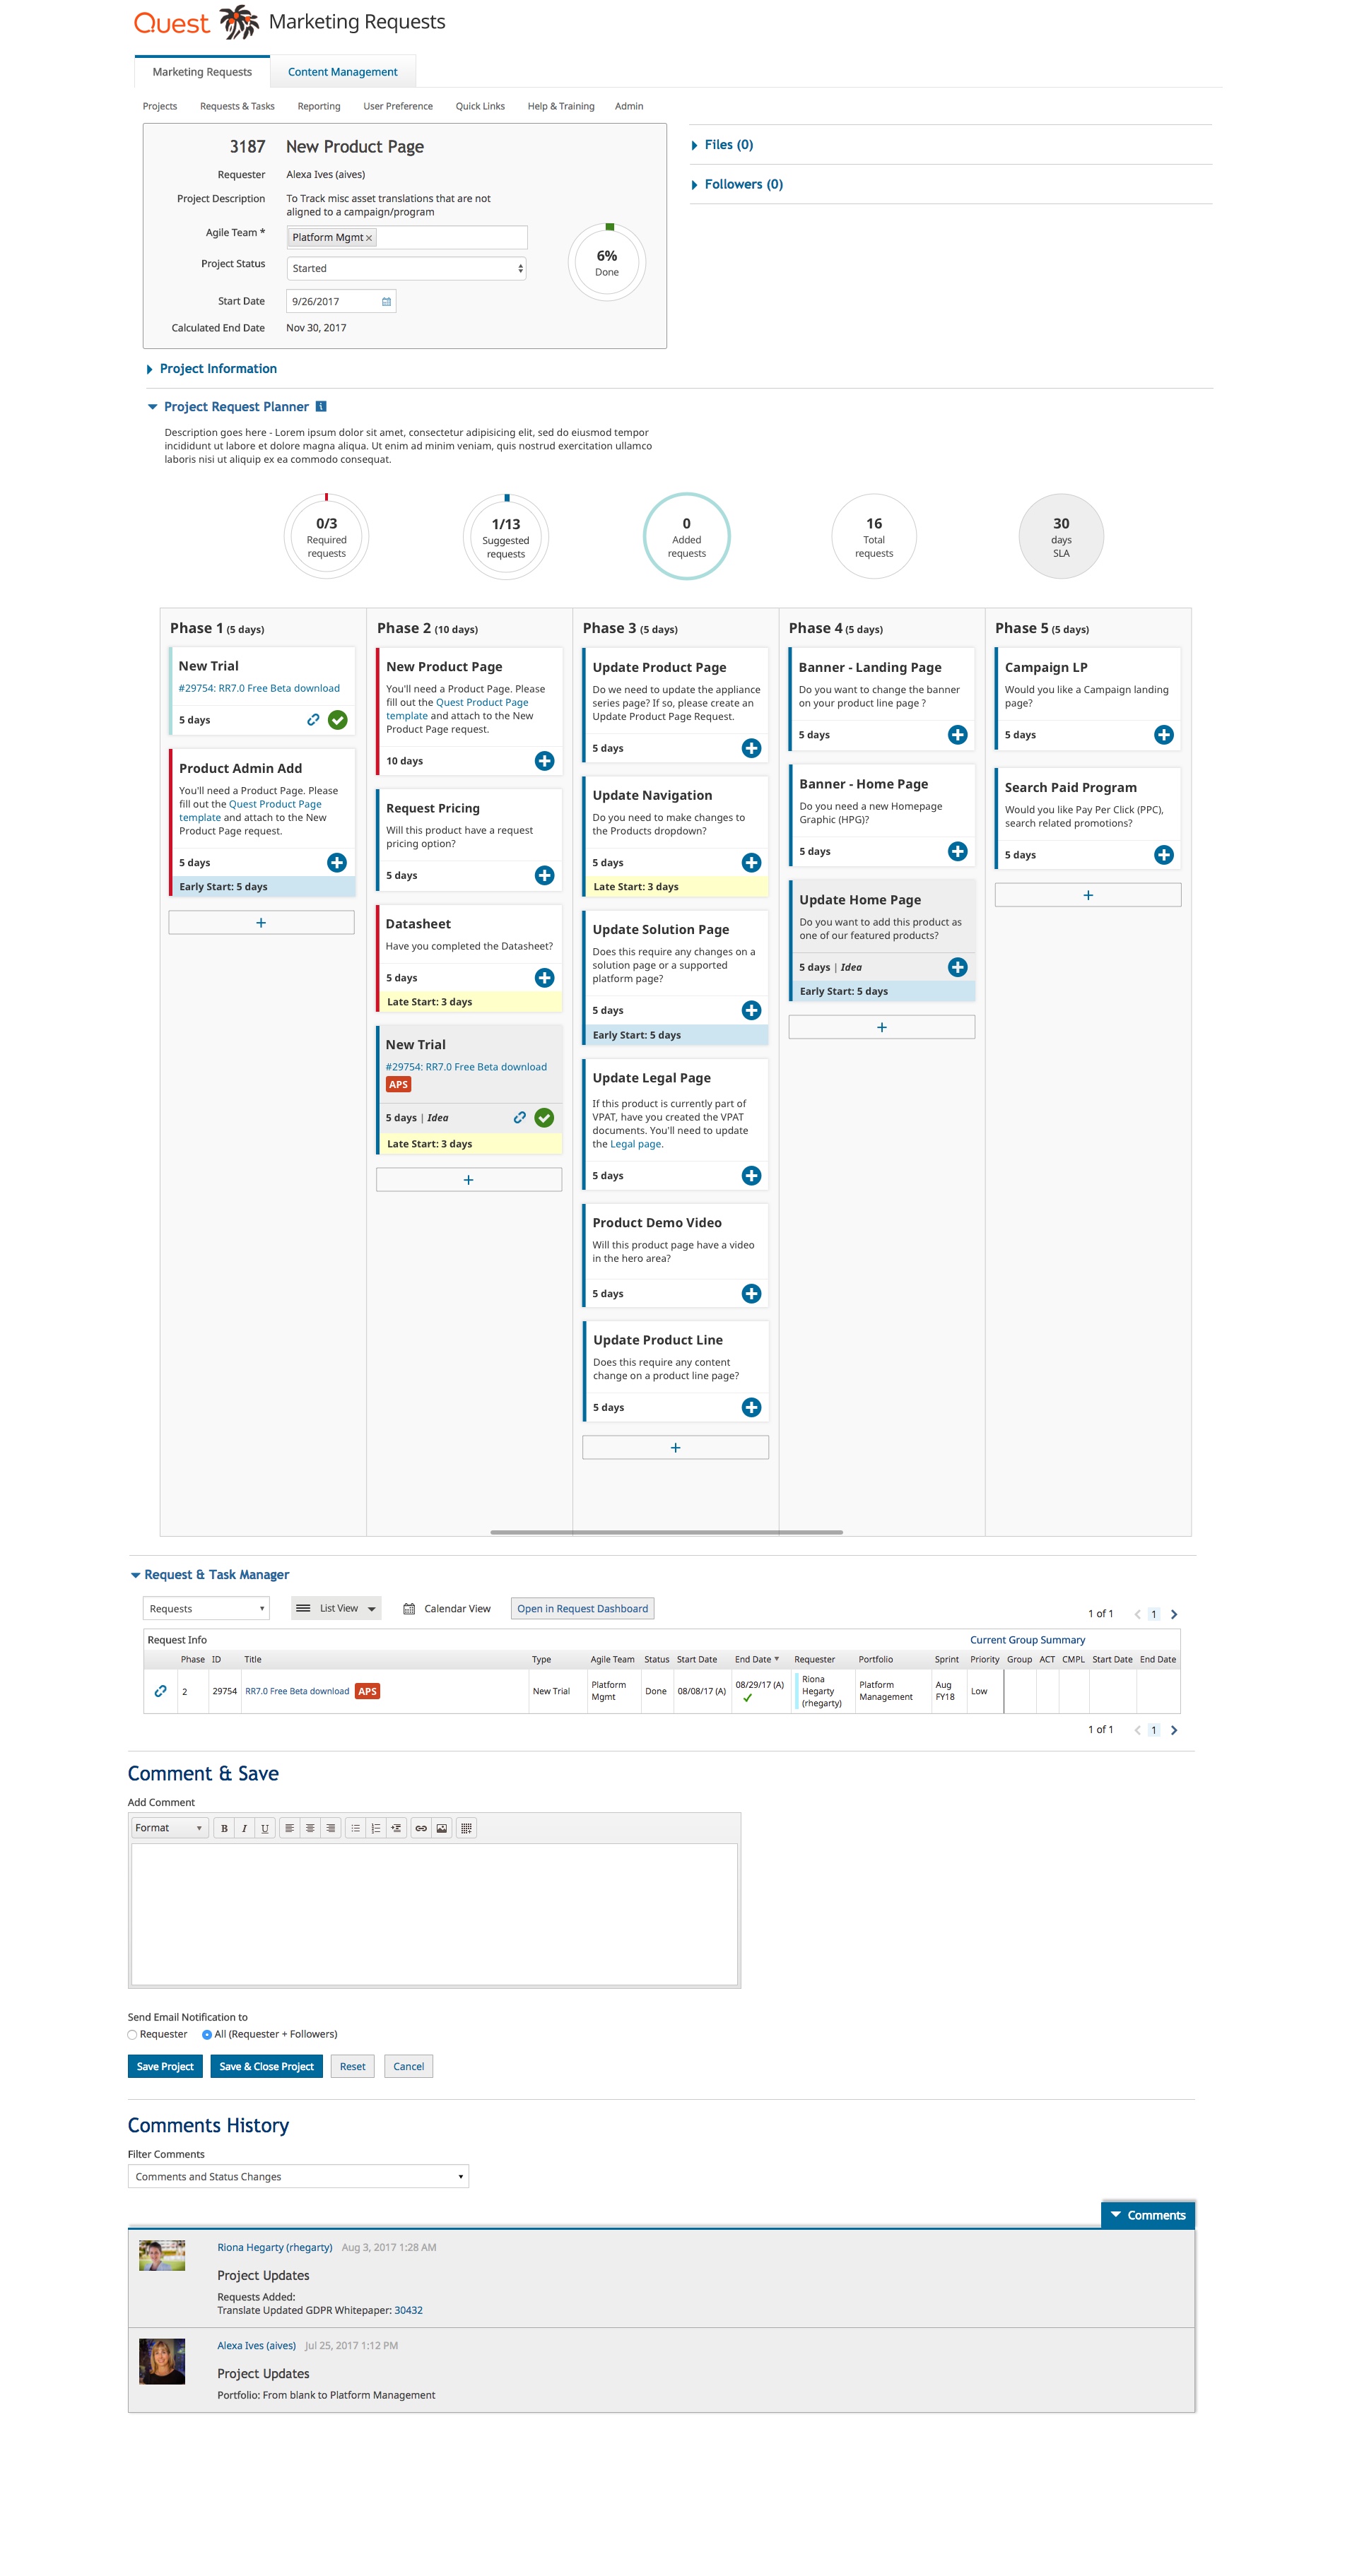 Quest Marketing Requests
Marketing Requests
Content Management
Projects
Requests & Tasks
Reporting
User Preference
Quick Links
Help & Training
Admin
3187 New Product Page
Requester Alexa Ives (aives)
Project Description To Track misc asset translations that are not
aligned to a campaign/program
Agile Team * Platform Mgmt ×
Project Status Started
Start Date 9/26/2017
Calculated End Date Nov 30, 2017
6%
Done
Files (0)
Followers (0)
Project Information
Project Request Planner i
Description goes here - Lorem ipsum dolor sit amet, consectetur adipisicing elit, sed do eiusmod tempor
incididunt ut labore et dolore magna aliqua. Ut enim ad minim veniam, quis nostrud exercitation ullamco
laboris nisi ut aliquip ex ea commodo consequat.
0/3
Required
requests
1/13
Suggested
requests
0
Added
requests
16
Total
requests
30
days
SLA
Phase 1 (5 days)
New Trial
#29754: RR7.0 Free Beta download
5 days
Product Admin Add
You'll need a Product Page. Please
fill out the Quest Product Page
template and attach to the New
Product Page request.
5 days
Early Start: 5 days
+
Phase 2 (10 days)
New Product Page
You'll need a Product Page. Please
fill out the Quest Product Page
template and attach to the New
Product Page request.
10 days
Request Pricing
Will this product have a request
pricing option?
5 days
Datasheet
Have you completed the Datasheet?
5 days
Late Start: 3 days
New Trial
#29754: RR7.0 Free Beta download
APS
5 days | Idea
Late Start: 3 days
+
Phase 3 (5 days)
Update Product Page
Do we need to update the appliance
series page? If so, please create an
Update Product Page Request.
5 days
Update Navigation
Do you need to make changes to
the Products dropdown?
5 days
Late Start: 3 days
Update Solution Page
Does this require any changes on a
solution page or a supported
platform page?
5 days
Early Start: 5 days
Update Legal Page
If this product is currently part of
VPAT, have you created the VPAT
documents. You'll need to update
the Legal page.
5 days
Product Demo Video
Will this product page have a video
in the hero area?
5 days
Update Product Line
Does this require any content
change on a product line page?
5 days
+
Phase 4 (5 days)
Banner - Landing Page
Do you want to change the banner
on your product line page ?
5 days
Banner - Home Page
Do you need a new Homepage
Graphic (HPG)?
5 days
Update Home Page
Do you want to add this product as
one of our featured products?
5 days | Idea
Early Start: 5 days
+
Phase 5 (5 days)
Campaign LP
Would you like a Campaign landing
page?
5 days
Search Paid Program
Would you like Pay Per Click (PPC),
search related promotions?
5 days
+
Request & Task Manager
Requests
List View
Calendar View
Open in Request Dashboard
1 of 1 < 1 >
Request Info Current Group Summary
Phase ID Title Type Agile Team Status Start Date End Date Requester Portfolio Sprint Priority Group ACT CMPL Start Date End Date
2 29754 RR7.0 Free Beta download APS New Trial Platform Mgmt Done 08/08/17 (A) 08/29/17 (A) Riona Hegarty (rhegarty) Platform Management Aug FY18 Low
1 of 1 < 1 >
Comment & Save
Add Comment
Format B I U
Send Email Notification to
Requester All (Requester + Followers)
Save Project
Save & Close Project
Reset
Cancel
Comments History
Filter Comments
Comments and Status Changes
Comments
Riona Hegarty (rhegarty) Aug 3, 2017 1:28 AM
Project Updates
Requests Added:
Translate Updated GDPR Whitepaper: 30432
Alexa Ives (aives) Jul 25, 2017 1:12 PM
Project Updates
Portfolio: From blank to Platform Management